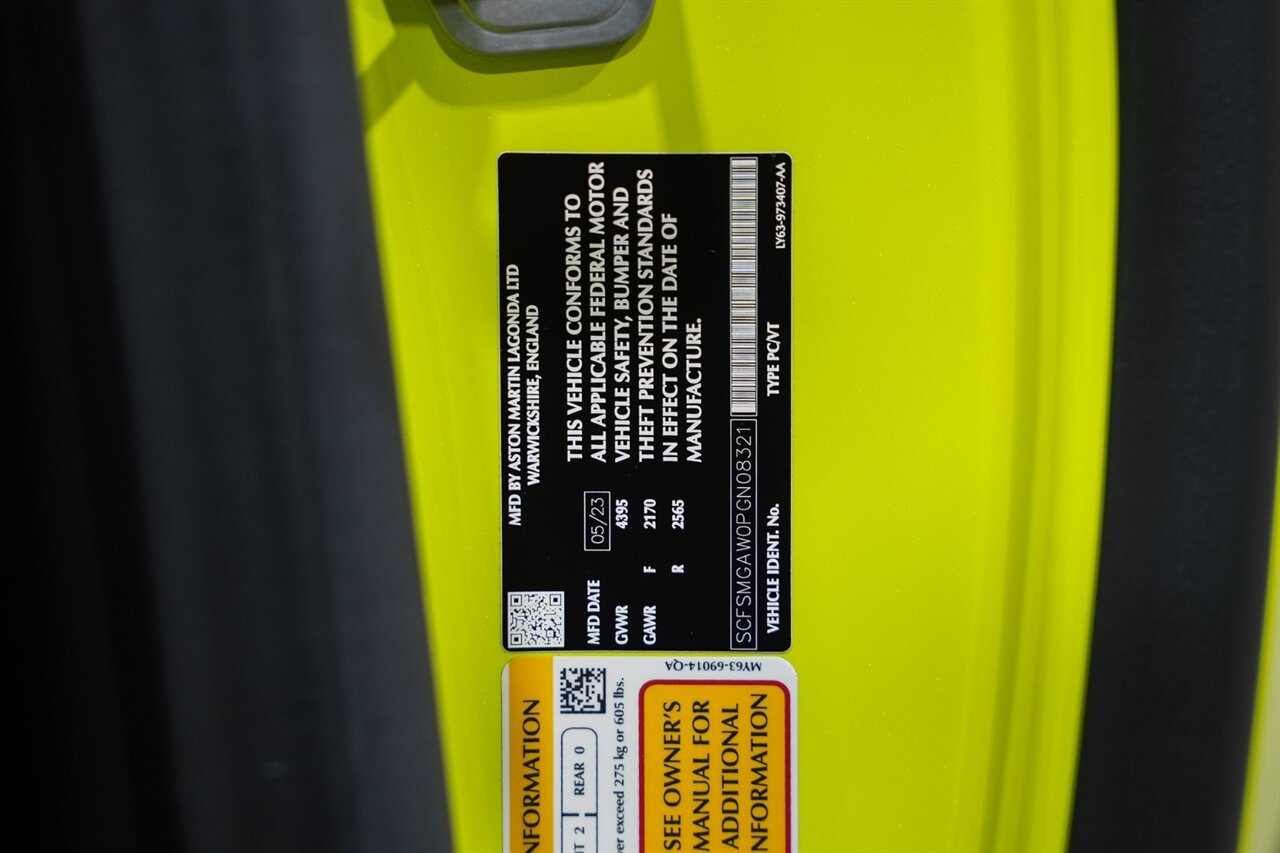 MFD BY ASTON MARTIN LAGONDA LTD
WARWICKSHIRE, ENGLAND
MFD DATE 05/23
GVWR 4395
GAWR F 2170
R 2565
THIS VEHICLE CONFORMS TO
ALL APPLICABLE FEDERAL MOTOR
VEHICLE SAFETY, BUMPER AND
THEFT PREVENTION STANDARDS
IN EFFECT ON THE DATE OF
MANUFACTURE.
SCFSMGAW0PGN08321
VEHICLE IDENT. No. TYPE PC/VT LY63-973407-AA
NFORMATION
NT 2 REAR 0
ver exceed 275 kg or 605 lbs.
SEE OWNER'S
MANUAL FOR
ADDITIONAL
NFORMATION
MY63-69014-QA